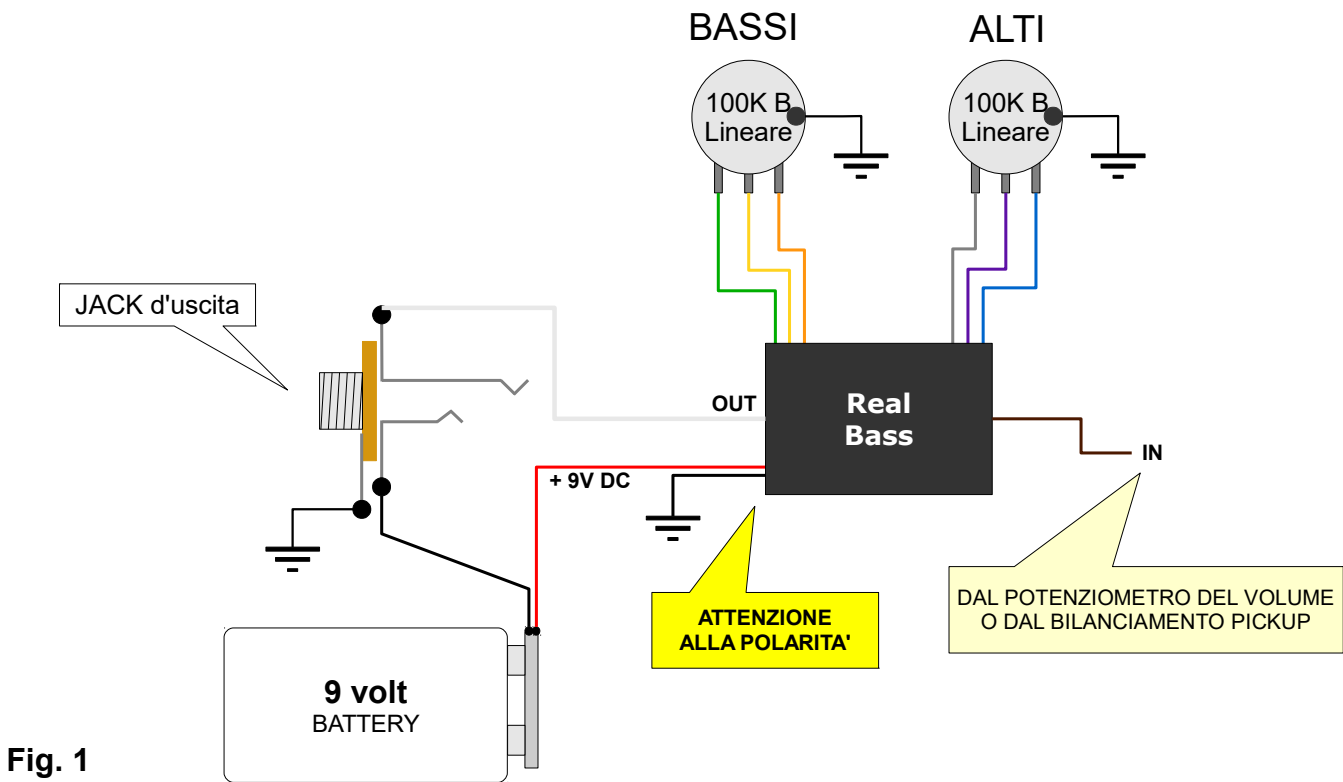 BASSI
ALTI
100K B
Lineare
100K B
Lineare
JACK d'uscita
OUT
Real
Bass
IN
+ 9V DC
ATTENZIONE
ALLA POLARITA'
DAL POTENZIOMETRO DEL VOLUME
O DAL BILANCIAMENTO PICKUP
9 volt
BATTERY
Fig. 1